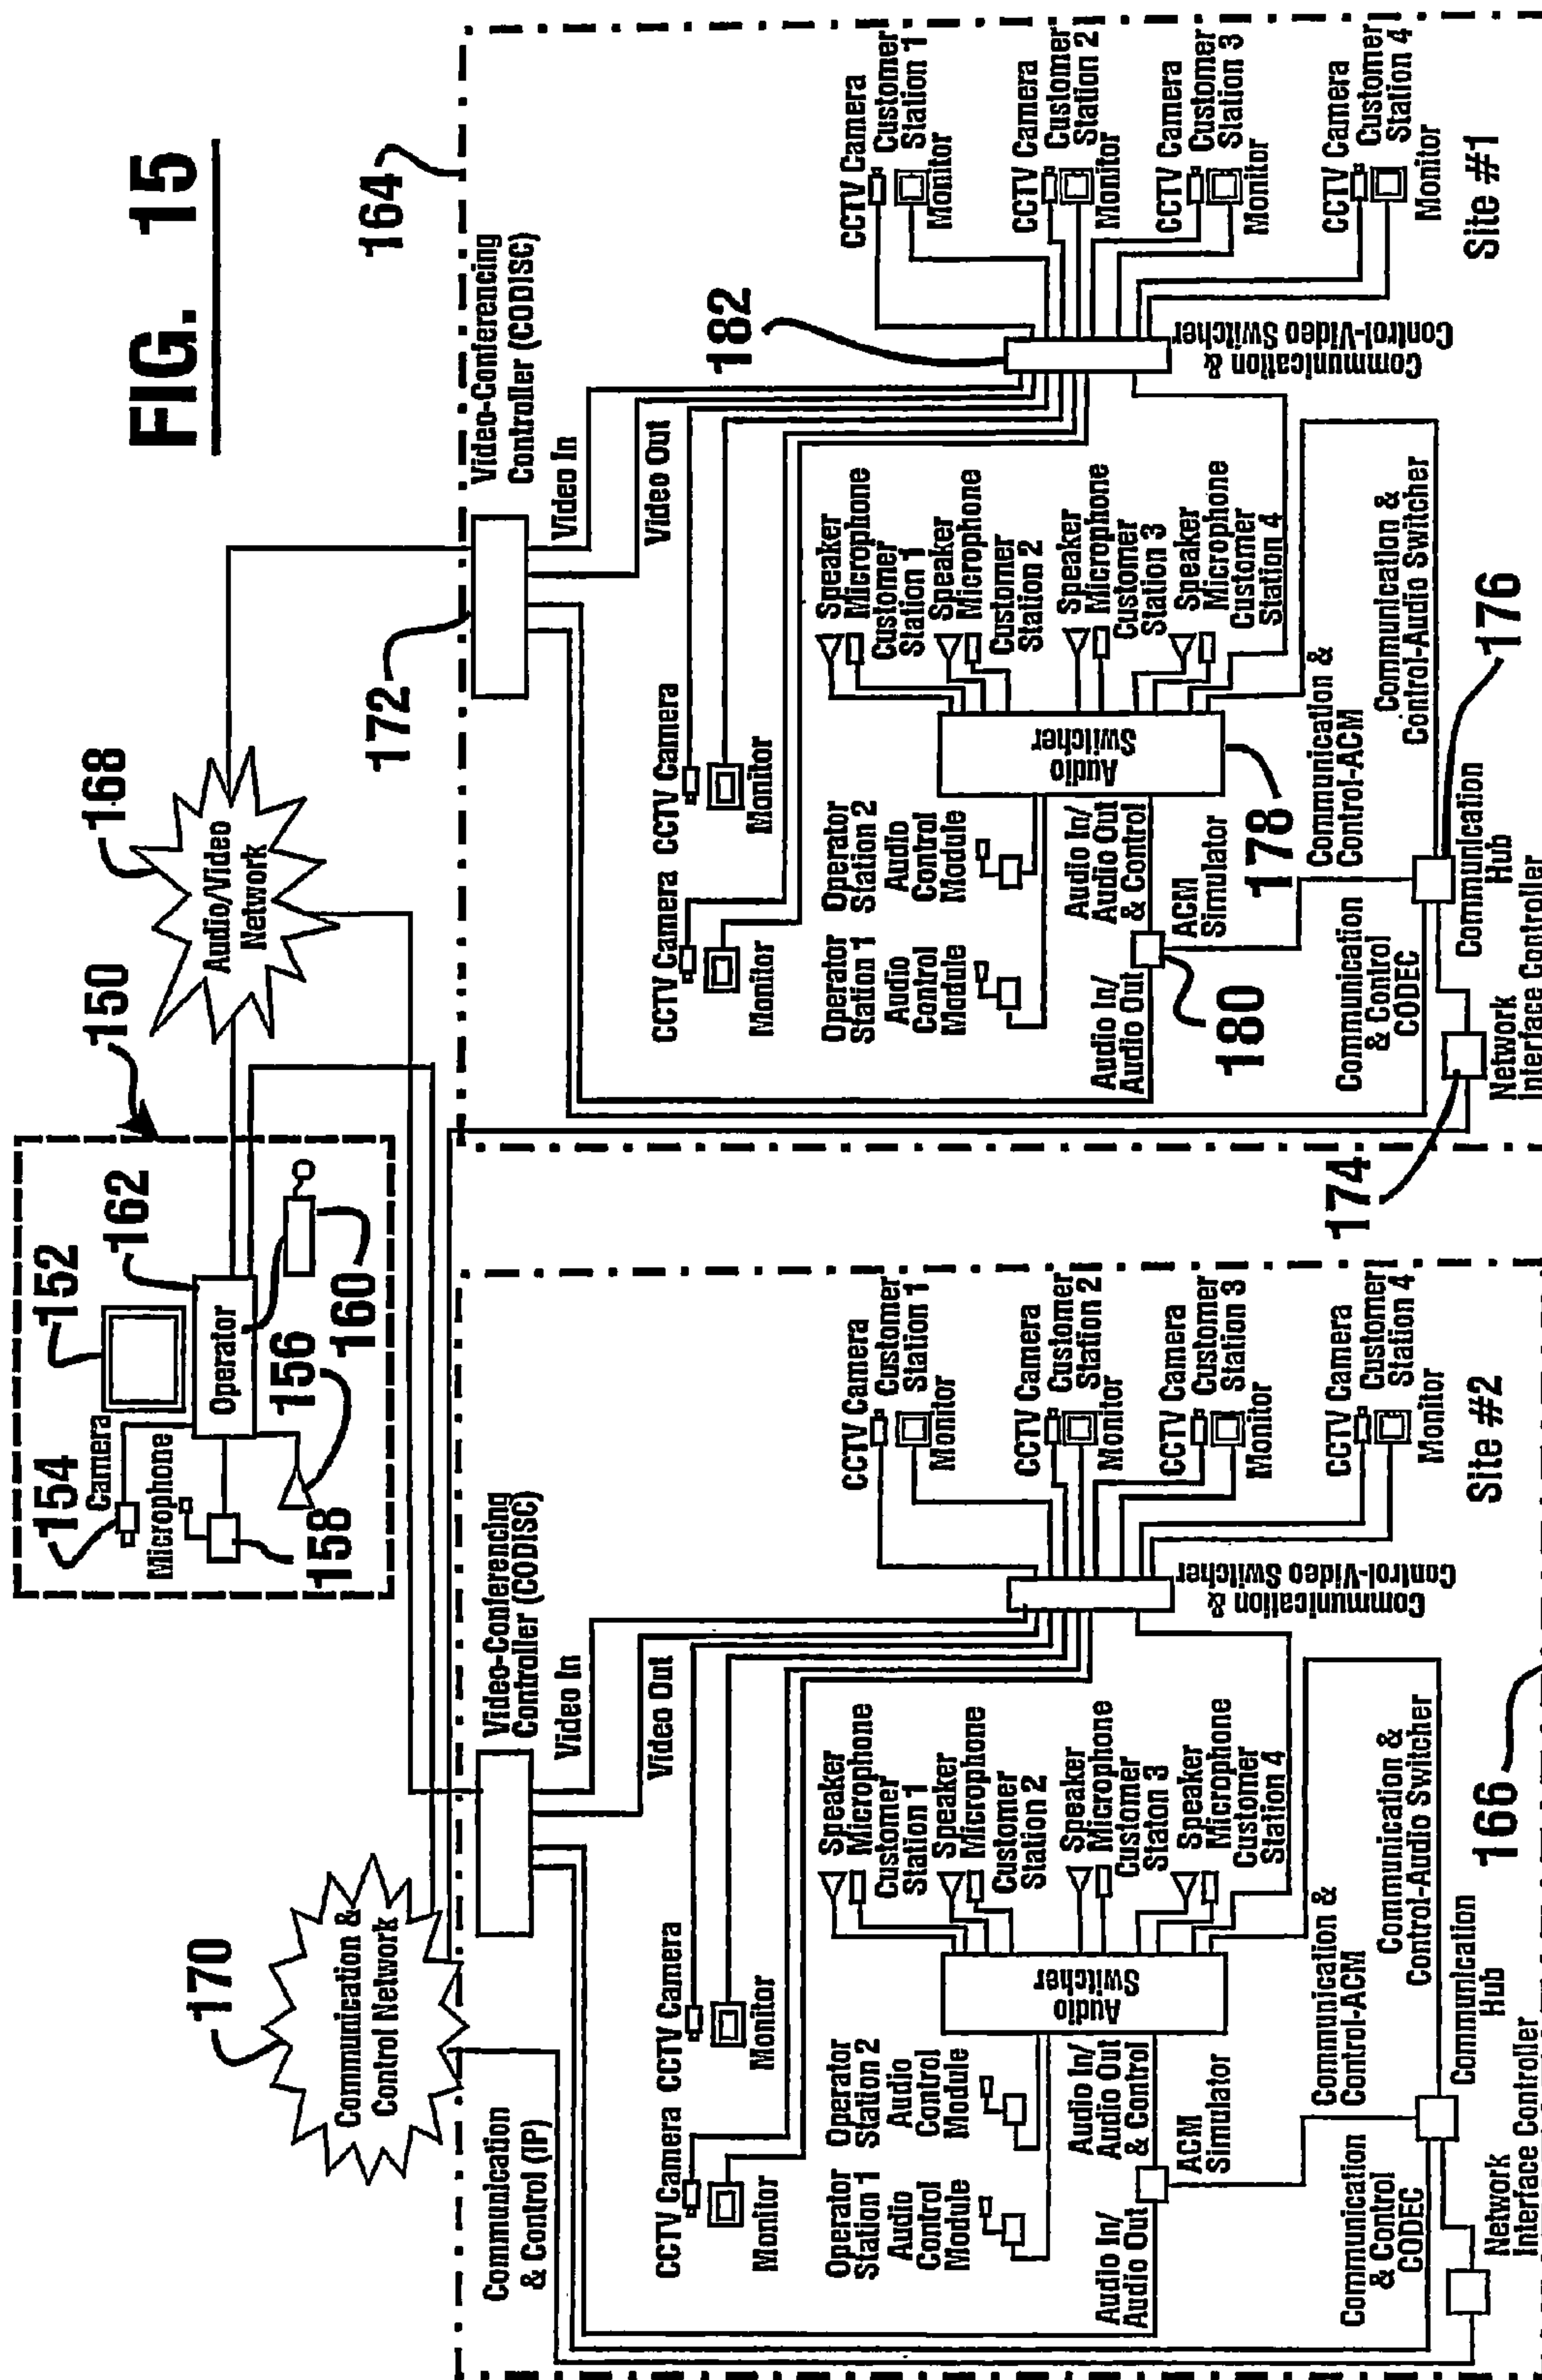 FIG. 15
150
152
162
154
Camera
Microphone
Operator
156
158
160
168
Audio/Video
Network
170
Communication &
Control Network
164
172
Video-Conferencing
Controller (CODISC)
Video In
Video Out
182
CCTV Camera
Customer
Station 1
Monitor
CCTV Camera
Customer
Station 2
Monitor
CCTV Camera
Customer
Station 3
Monitor
CCTV Camera
Customer
Station 4
Monitor
Communication &
Control-Video Switcher
Site #1
CCTV Camera
Monitor
CCTV Camera
Monitor
Speaker
Microphone
Customer
Station 1
Speaker
Microphone
Customer
Station 2
Speaker
Microphone
Customer
Station 3
Speaker
Microphone
Customer
Station 4
Audio
Switcher
178
Operator
Station 1
Audio
Control
Module
Operator
Station 2
Audio
Control
Module
Audio In/
Audio Out
Audio In/
Audio Out
& Control
ACM
Simulator
180
Communication &
Control-ACM
Communication &
Control-Audio Switcher
Communication
& Control
CODEC
Communication
Hub
176
Network
Interface Controller
174
Communication
& Control (IP)
Video-Conferencing
Controller (CODISC)
Video In
Video Out
CCTV Camera
Customer
Station 1
Monitor
CCTV Camera
Customer
Station 2
Monitor
CCTV Camera
Customer
Station 3
Monitor
CCTV Camera
Customer
Station 4
Monitor
Communication &
Control-Video Switcher
Site #2
CCTV Camera
Monitor
CCTV Camera
Monitor
Speaker
Microphone
Customer
Station 1
Speaker
Microphone
Customer
Station 2
Speaker
Microphone
Customer
Staton 3
Speaker
Microphone
Customer
Station 4
Audio
Switcher
Operator
Station 1
Audio
Control
Module
Operator
Station 2
Audio
Control
Module
Audio In/
Audio Out
Audio In/
Audio Out
& Control
ACM
Simulator
Communication &
Control-ACM
Communication &
Control-Audio Switcher
Communication
& Control
CODEC
Communication
Hub
Network
Interface Controller
166